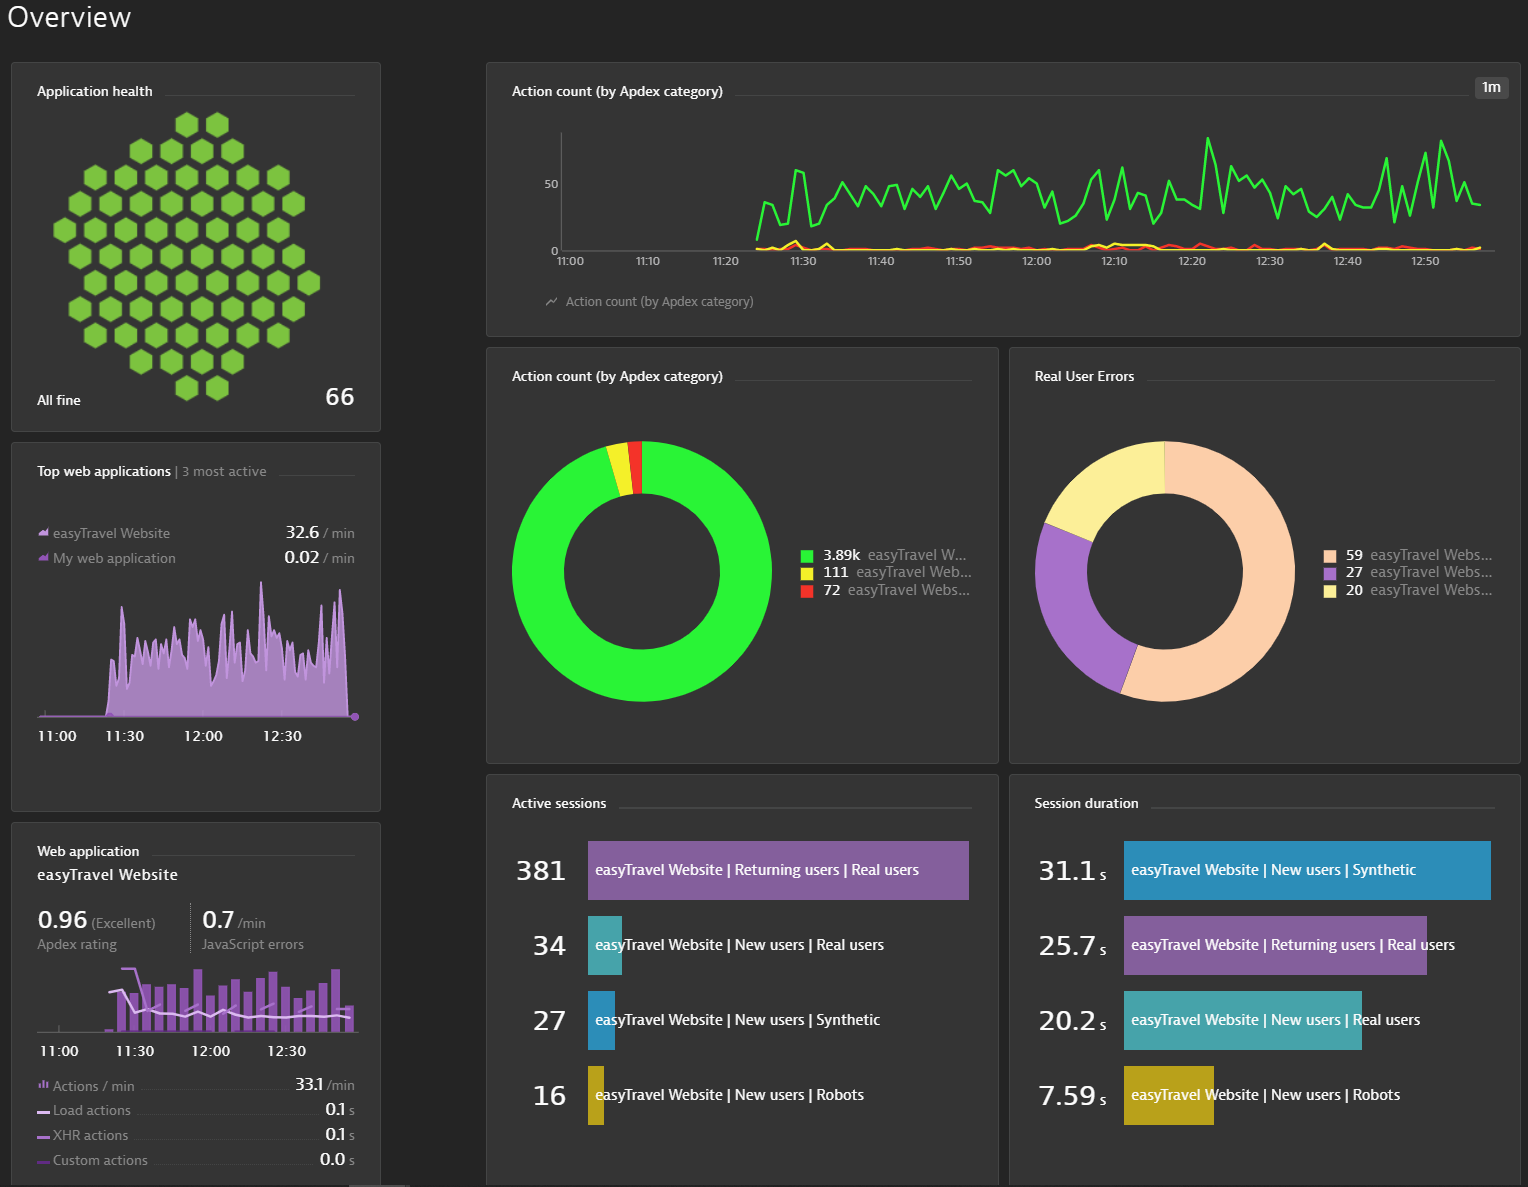 Overview
Application health
All fine
66
Top web applications | 3 most active
easyTravel Website 32.6 / min
My web application 0.02 / min
11:00 11:30 12:00 12:30
Web application
easyTravel Website
0.96 (Excellent) 0.7 /min
Apdex rating JavaScript errors
11:00 11:30 12:00 12:30
Actions / min 33.1 /min
Load actions 0.1 s
XHR actions 0.1 s
Custom actions 0.0 s
Action count (by Apdex category) 1m
50
0
11:00 11:10 11:20 11:30 11:40 11:50 12:00 12:10 12:20 12:30 12:40 12:50
Action count (by Apdex category)
Action count (by Apdex category)
3.89k easyTravel W...
111 easyTravel Web...
72 easyTravel Webs...
Real User Errors
59 easyTravel Webs...
27 easyTravel Webs...
20 easyTravel Webs...
Active sessions
381 easyTravel Website | Returning users | Real users
34 easyTravel Website | New users | Real users
27 easyTravel Website | New users | Synthetic
16 easyTravel Website | New users | Robots
Session duration
31.1 s easyTravel Website | New users | Synthetic
25.7 s easyTravel Website | Returning users | Real users
20.2 s easyTravel Website | New users | Real users
7.59 s easyTravel Website | New users | Robots